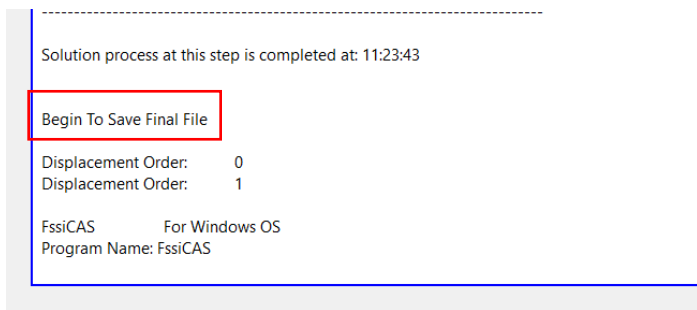 Solution process at this step is completed at: 11:23:43
Begin To Save Final File
Displacement Order: 0
Displacement Order: 1
FssiCAS For Windows OS
Program Name: FssiCAS